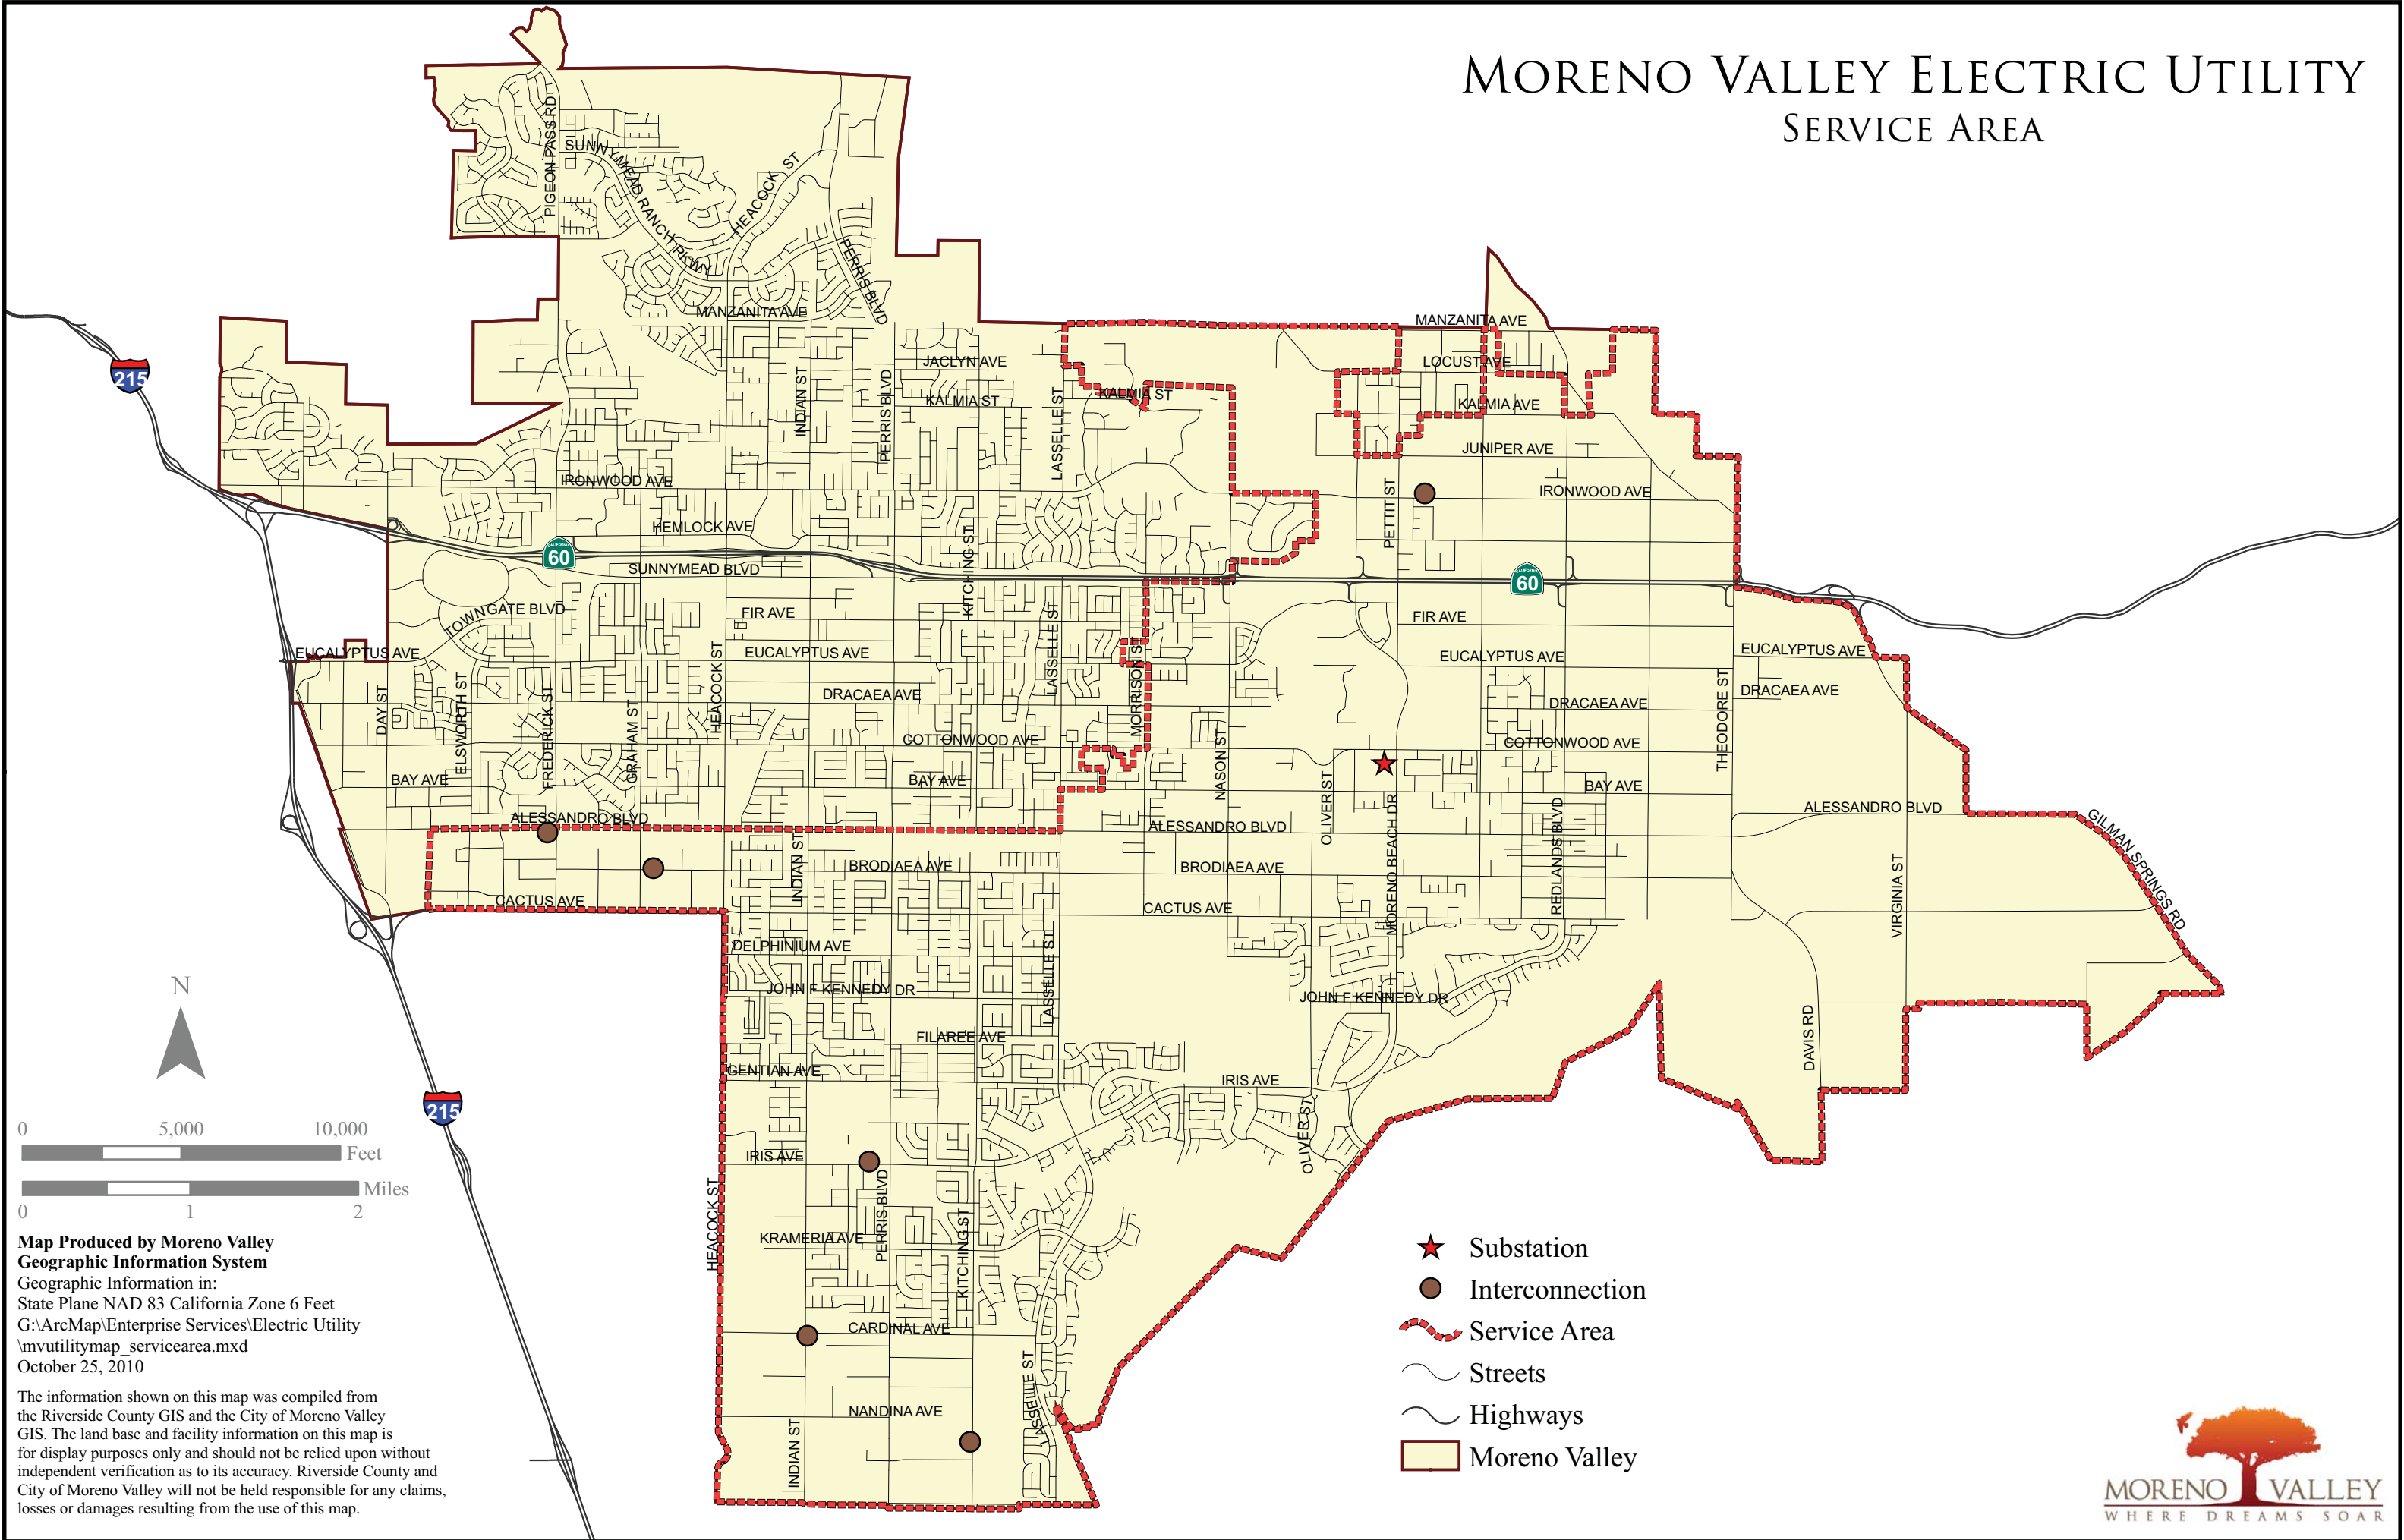 MORENO VALLEY ELECTRIC UTILITY
SERVICE AREA
PIGEON PASS RD
SUNNYMEAD RANCH PKWY
HEACOCK ST
PERRIS BLVD
MANZANITA AVE
MANZANITA AVE
215
JACLYN AVE
LOCUST AVE
INDIAN ST
PERRIS BLVD
KALMIA ST
LASSELLE ST
KALMIA ST
KALMIA AVE
JUNIPER AVE
IRONWOOD AVE
PETTIT ST
IRONWOOD AVE
HEMLOCK AVE
CALIFORNIA
60
SUNNYMEAD BLVD
KITCHING ST
CALIFORNIA
60
TOWNGATE BLVD
FIR AVE
FIR AVE
EUCALYPTUS AVE
EUCALYPTUS AVE
EUCALYPTUS AVE
EUCALYPTUS AVE
DAY ST
ELSWORTH ST
FREDERICK ST
GRAHAM ST
HEACOCK ST
LASSELLE ST
MORRISON ST
DRACAEA AVE
DRACAEA AVE
DRACAEA AVE
THEODORE ST
COTTONWOOD AVE
COTTONWOOD AVE
NASON ST
BAY AVE
BAY AVE
BAY AVE
OLIVER ST
MORENO BEACH DR
REDLANDS BLVD
ALESSANDRO BLVD
ALESSANDRO BLVD
ALESSANDRO BLVD
GILMAN SPRINGS RD
INDIAN ST
BRODIAEA AVE
BRODIAEA AVE
VIRGINIA ST
CACTUS AVE
CACTUS AVE
DELPHINIUM AVE
LASSELLE ST
JOHN F KENNEDY DR
JOHN F KENNEDY DR
FILAREE AVE
DAVIS RD
GENTIAN AVE
IRIS AVE
OLIVER ST
215
IRIS AVE
HEACOCK ST
PERRIS BLVD
KRAMERIA AVE
KITCHING ST
CARDINAL AVE
LASSELLE ST
NANDINA AVE
INDIAN ST
N
0 5,000 10,000
Feet
Miles
0 1 2
Map Produced by Moreno Valley
Geographic Information System
Geographic Information in:
State Plane NAD 83 California Zone 6 Feet
G:\ArcMap\Enterprise Services\Electric Utility
\mvutilitymap_servicearea.mxd
October 25, 2010
The information shown on this map was compiled from
the Riverside County GIS and the City of Moreno Valley
GIS. The land base and facility information on this map is
for display purposes only and should not be relied upon without
independent verification as to its accuracy. Riverside County and
City of Moreno Valley will not be held responsible for any claims,
losses or damages resulting from the use of this map.
Substation
Interconnection
Service Area
Streets
Highways
Moreno Valley
MORENO VALLEY
WHERE DREAMS SOAR